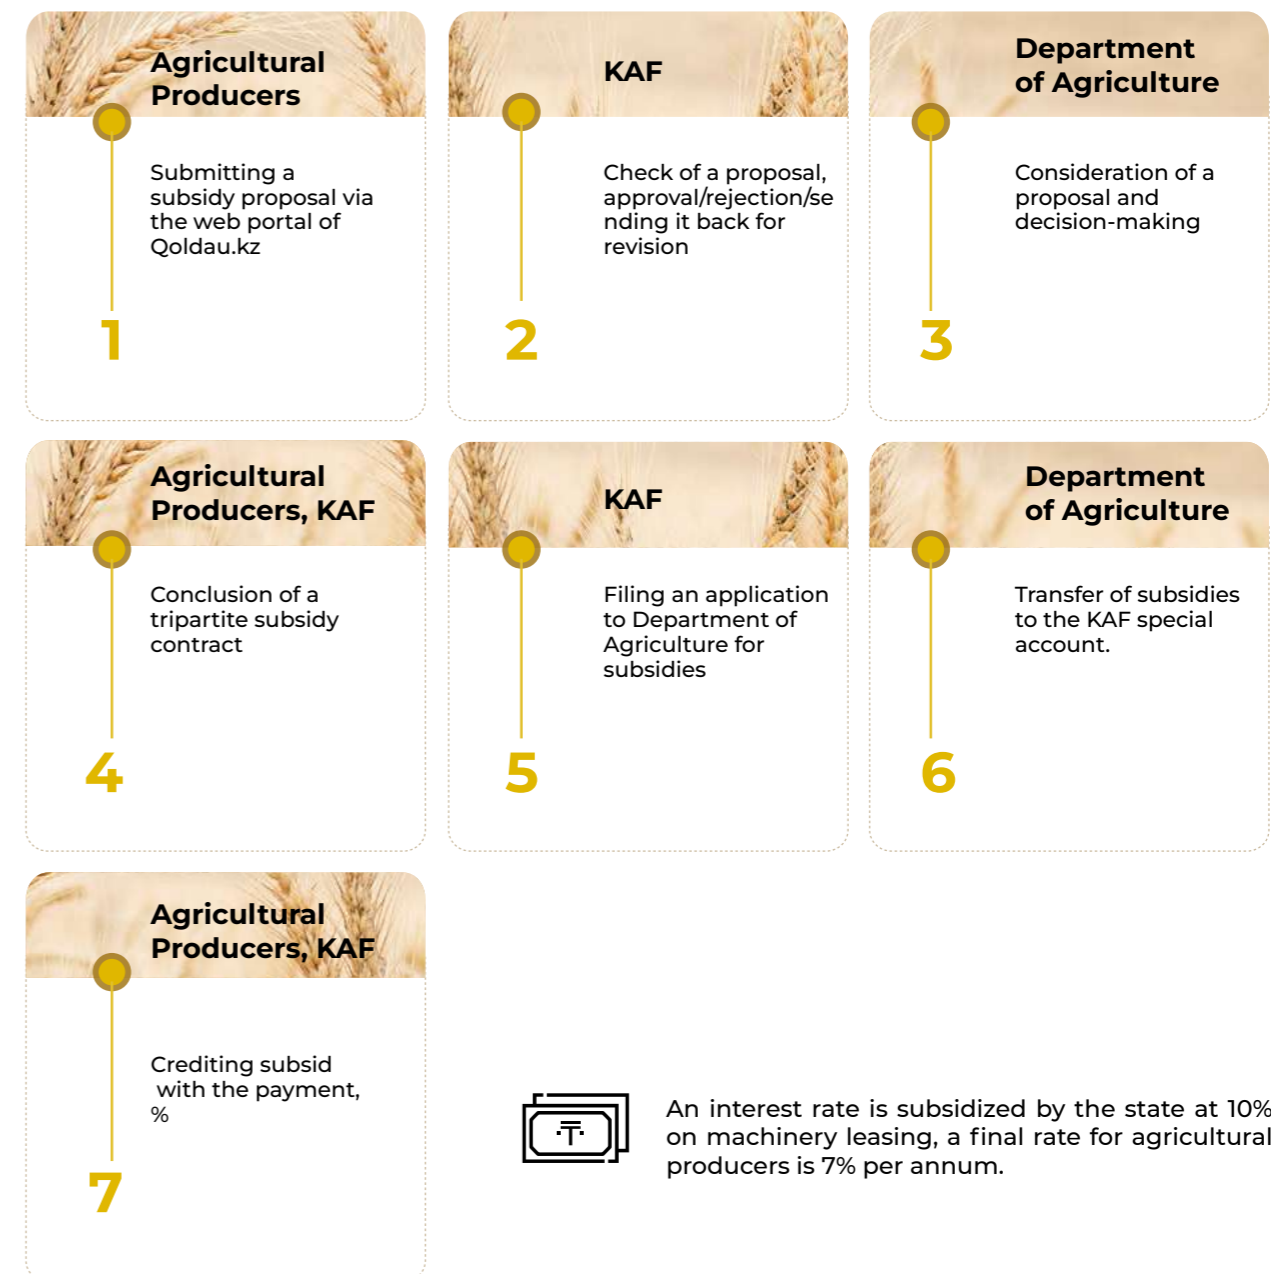 Agricultural
Producers
Submitting a
subsidy proposal via
the web portal of
Qoldau.kz
1
KAF
Check of a proposal,
approval/rejection/se
nding it back for
revision
2
Department
of Agriculture
Consideration of a
proposal and
decision-making
3
Agricultural
Producers, KAF
Conclusion of a
tripartite subsidy
contract
4
KAF
Filing an application
to Department of
Agriculture for
subsidies
5
Department
of Agriculture
Transfer of subsidies
to the KAF special
account.
6
Agricultural
Producers, KAF
Crediting subsid
with the payment,
%
7
₸
An interest rate is subsidized by the state at 10%
on machinery leasing, a final rate for agricultural
producers is 7% per annum.